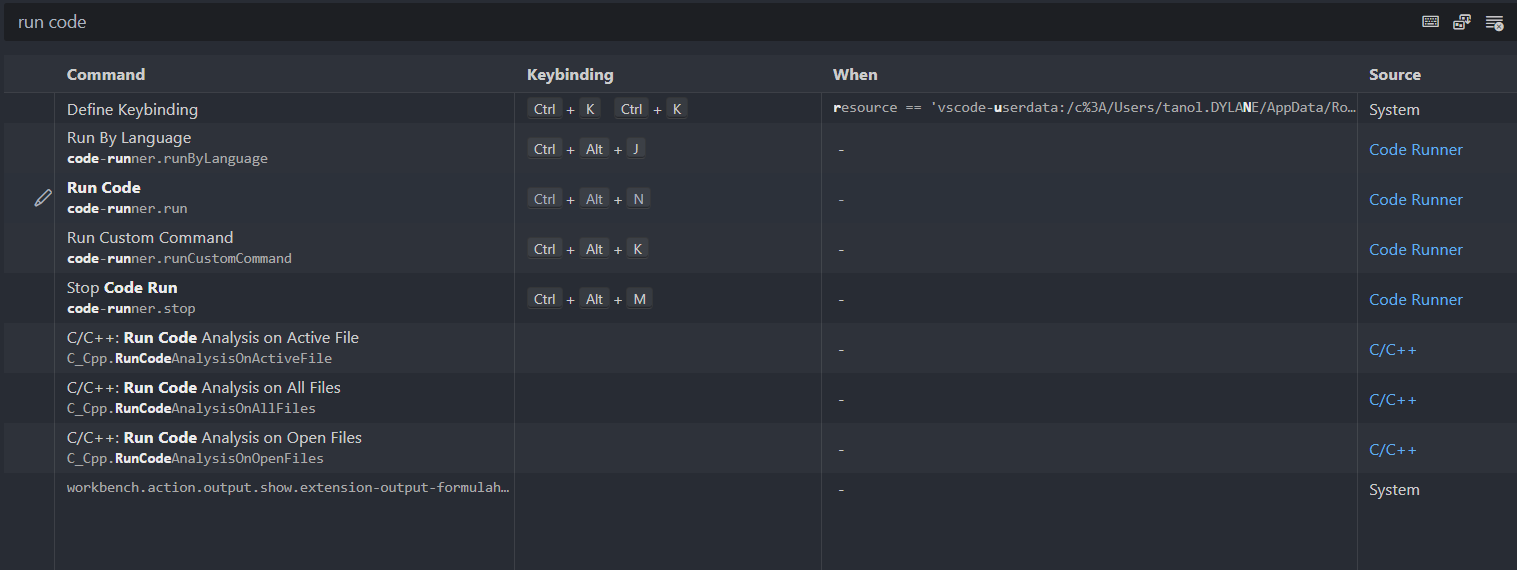 run code
Command Keybinding When Source
Define Keybinding Ctrl + K Ctrl + K resource == 'vscode-userdata:/c%3A/Users/tanol.DYLANE/AppData/Ro… System
Run By Language
code-runner.runByLanguage Ctrl + Alt + J - Code Runner
Run Code
code-runner.run Ctrl + Alt + N - Code Runner
Run Custom Command
code-runner.runCustomCommand Ctrl + Alt + K - Code Runner
Stop Code Run
code-runner.stop Ctrl + Alt + M - Code Runner
C/C++: Run Code Analysis on Active File
C_Cpp.RunCodeAnalysisOnActiveFile - C/C++
C/C++: Run Code Analysis on All Files
C_Cpp.RunCodeAnalysisOnAllFiles - C/C++
C/C++: Run Code Analysis on Open Files
C_Cpp.RunCodeAnalysisOnOpenFiles - C/C++
workbench.action.output.show.extension-output-formulah… - System